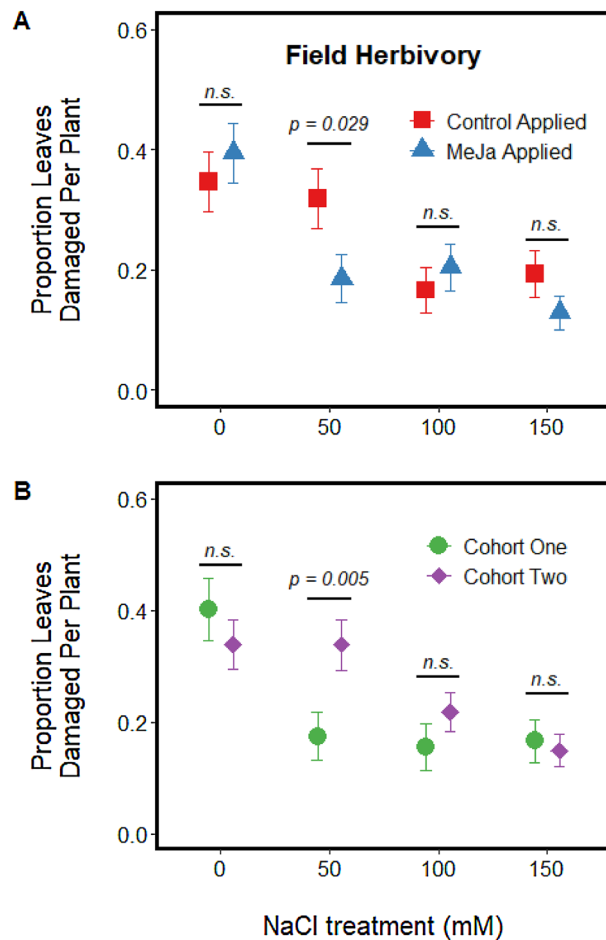 A
Field Herbivory
Proportion Leaves
Damaged Per Plant
0.6
0.4
0.2
0.0
n.s.
p = 0.029
n.s.
n.s.
Control Applied
MeJa Applied
0 50 100 150
B
Proportion Leaves
Damaged Per Plant
0.6
0.4
0.2
0.0
n.s.
p = 0.005
n.s.
n.s.
Cohort One
Cohort Two
0 50 100 150
NaCl treatment (mM)